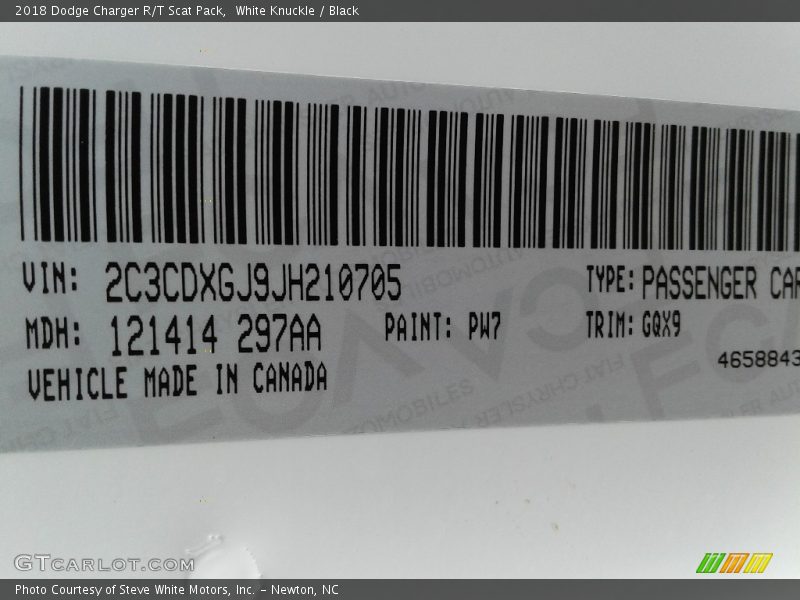 2018 Dodge Charger R/T Scat Pack, White Knuckle / Black
VIN: 2C3CDXGJ9JH210705 TYPE: PASSENGER CAR
MDH: 121414 297AA PAINT: PW7 TRIM: GQX9
VEHICLE MADE IN CANADA 4658843
GTCARLOT.COM
Photo Courtesy of Steve White Motors, Inc. – Newton, NC